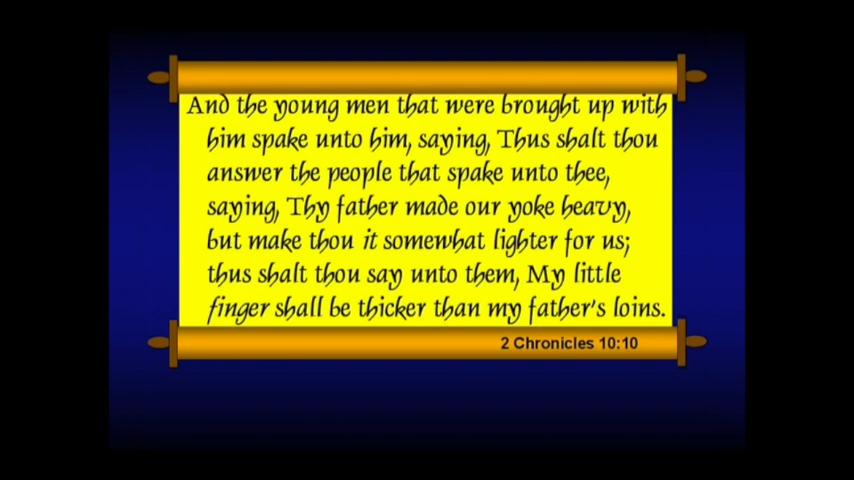 And the young men that were brought up with
him spake unto him, saying, Thus shalt thou
answer the people that spake unto thee,
saying, Thy father made our yoke heavy,
but make thou it somewhat lighter for us;
thus shalt thou say unto them, My little
finger shall be thicker than my father's loins.
2 Chronicles 10:10